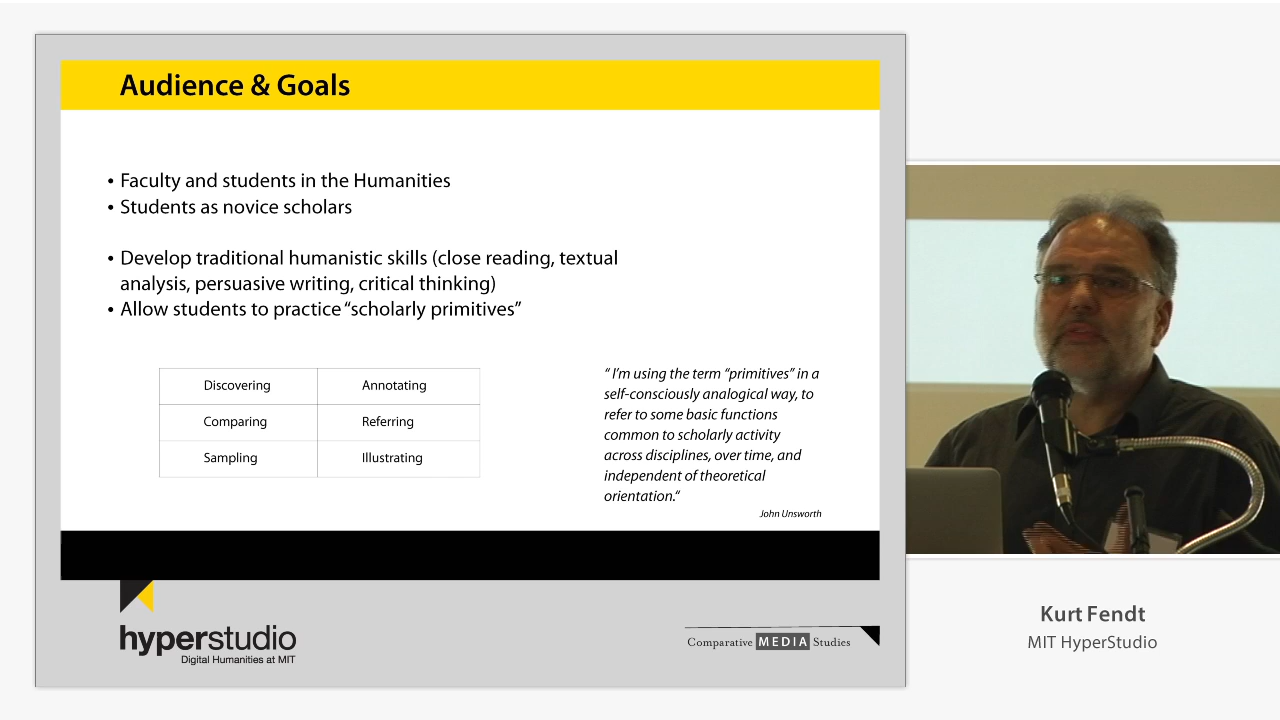 Audience & Goals
• Faculty and students in the Humanities
• Students as novice scholars
• Develop traditional humanistic skills (close reading, textual
analysis, persuasive writing, critical thinking)
• Allow students to practice “scholarly primitives”
Discovering Annotating
Comparing Referring
Sampling Illustrating
“ I’m using the term “primitives” in a
self-consciously analogical way, to
refer to some basic functions
common to scholarly activity
across disciplines, over time, and
independent of theoretical
orientation.“
John Unsworth
hyperstudio
Digital Humanities at MIT
Comparative MEDIA Studies
Kurt Fendt
MIT HyperStudio